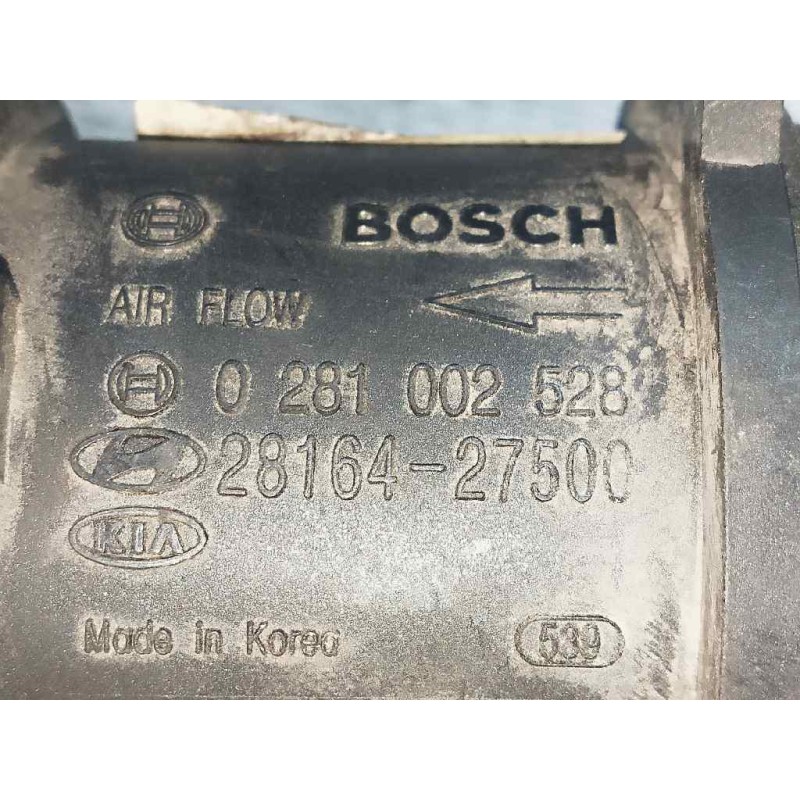 BOSCH
AIR FLOW
0 281 002 528
28164-27500
KIA
Made in Korea 539